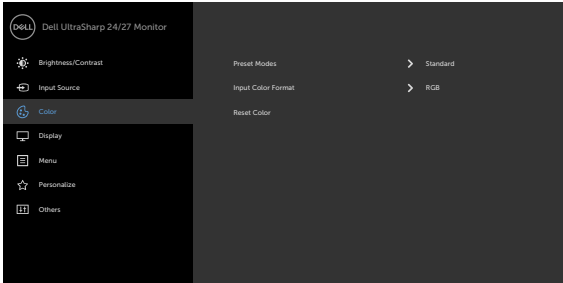 DELL Dell UltraSharp 24/27 Monitor
Brightness/Contrast
Input Source
Color
Display
Menu
Personalize
Others
Preset Modes Standard
Input Color Format RGB
Reset Color